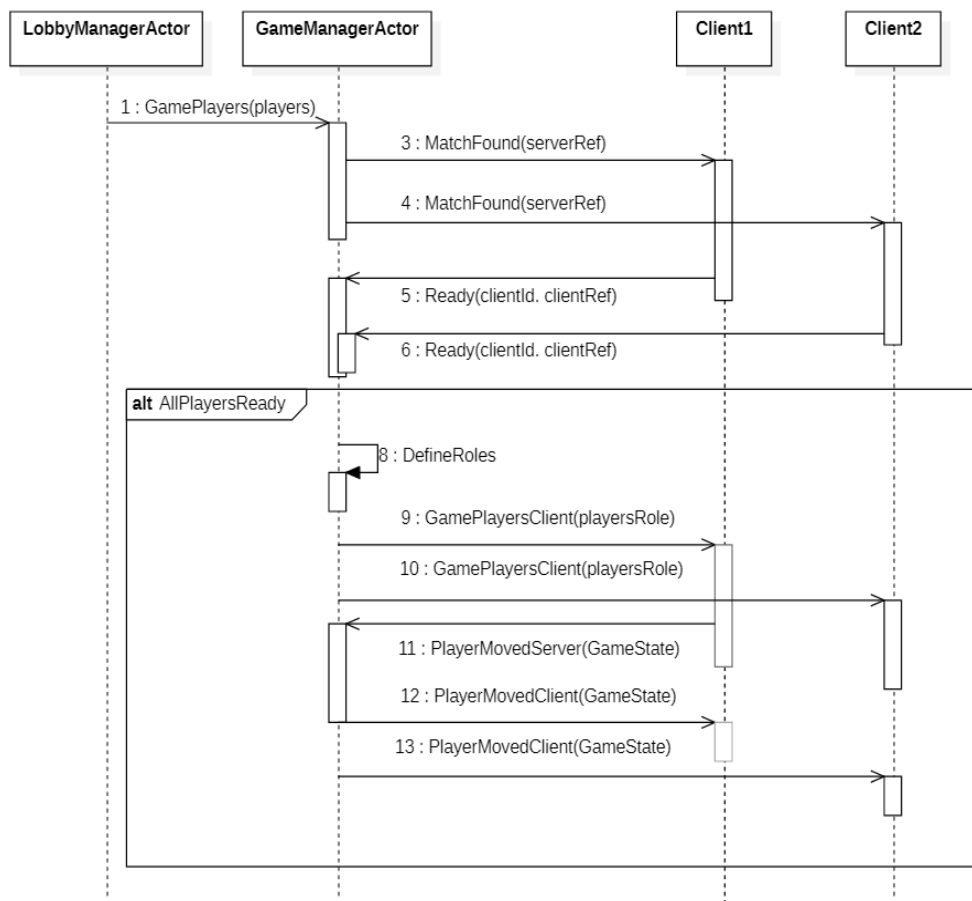 LobbyManagerActor
GameManagerActor
Client1
Client2
1 : GamePlayers(players)
3 : MatchFound(serverRef)
4 : MatchFound(serverRef)
5 : Ready(clientId. clientRef)
6 : Ready(clientId. clientRef)
alt AllPlayersReady
8 : DefineRoles
9 : GamePlayersClient(playersRole)
10 : GamePlayersClient(playersRole)
11 : PlayerMovedServer(GameState)
12 : PlayerMovedClient(GameState)
13 : PlayerMovedClient(GameState)